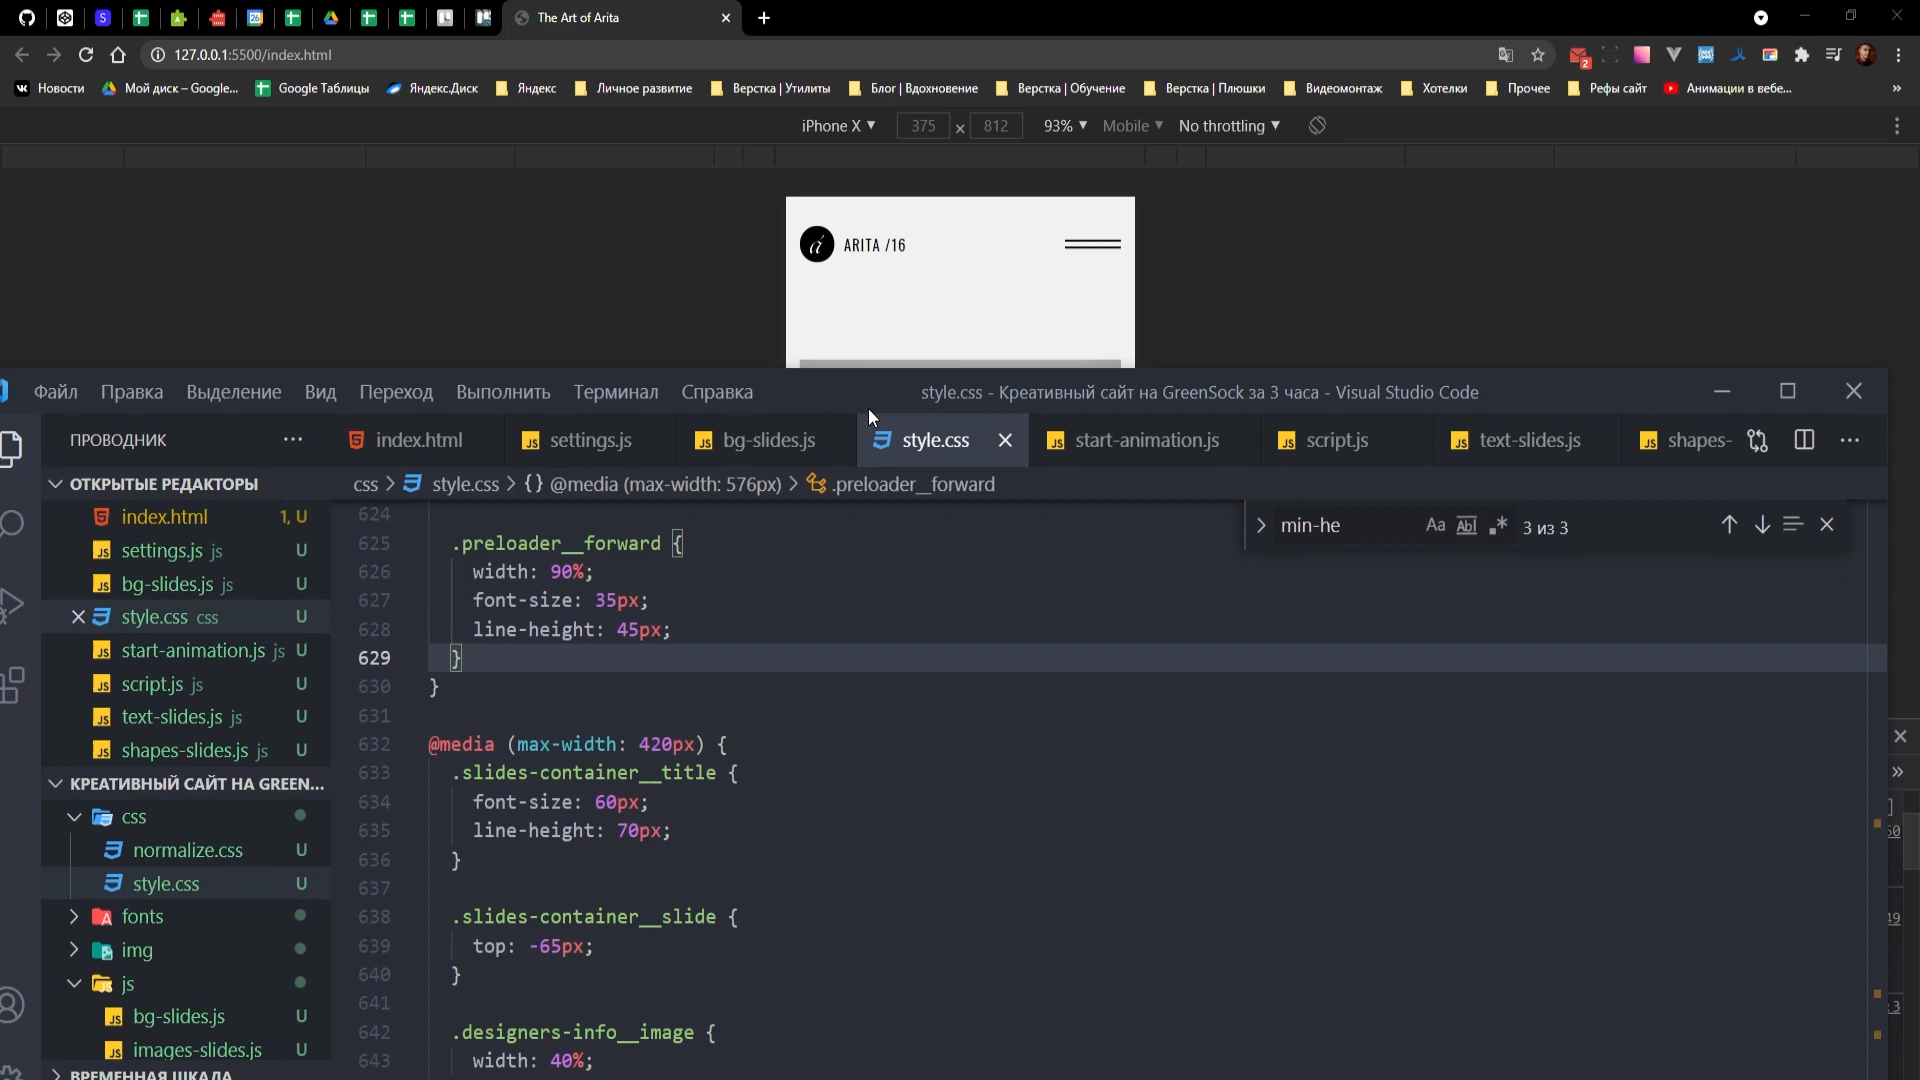 The Art of Arita
127.0.0.1:5500/index.html
2
Новости
Мой диск – Google...
Google Таблицы
Яндекс.Диск
Яндекс
Личное развитие
Верстка | Утилиты
Блог | Вдохновение
Верстка | Обучение
Верстка | Плюшки
Видеомонтаж
Хотелки
Прочее
Рефы сайт
Анимации в вебе...
»
iPhone X ▼
375
×
812
93% ▼
Mobile ▼
No throttling ▼
á ARITA /16
Файл Правка Выделение Вид Переход Выполнить Терминал Справка
style.css - Креативный сайт на GreenSock за 3 часа - Visual Studio Code
ПРОВОДНИК
index.html
settings.js
bg-slides.js
style.css
start-animation.js
script.js
text-slides.js
shapes-
ОТКРЫТЫЕ РЕДАКТОРЫ
css > style.css > {} @media (max-width: 576px) > .preloader__forward
min-he
Aa
Abl
3 из 3
index.html 1, U
settings.js js U
bg-slides.js js U
style.css css U
start-animation.js js U
script.js js U
text-slides.js js U
shapes-slides.js js U
КРЕАТИВНЫЙ САЙТ НА GREEN...
css
normalize.css U
style.css U
fonts
img
js
bg-slides.js U
images-slides.js U
ВРЕМЕННАЯ ШКАЛА
624
625 .preloader__forward {
626 width: 90%;
627 font-size: 35px;
628 line-height: 45px;
629 }
630 }
631
632 @media (max-width: 420px) {
633 .slides-container__title {
634 font-size: 60px;
635 line-height: 70px;
636 }
637
638 .slides-container__slide {
639 top: -65px;
640 }
641
642 .designers-info__image {
643 width: 40%;